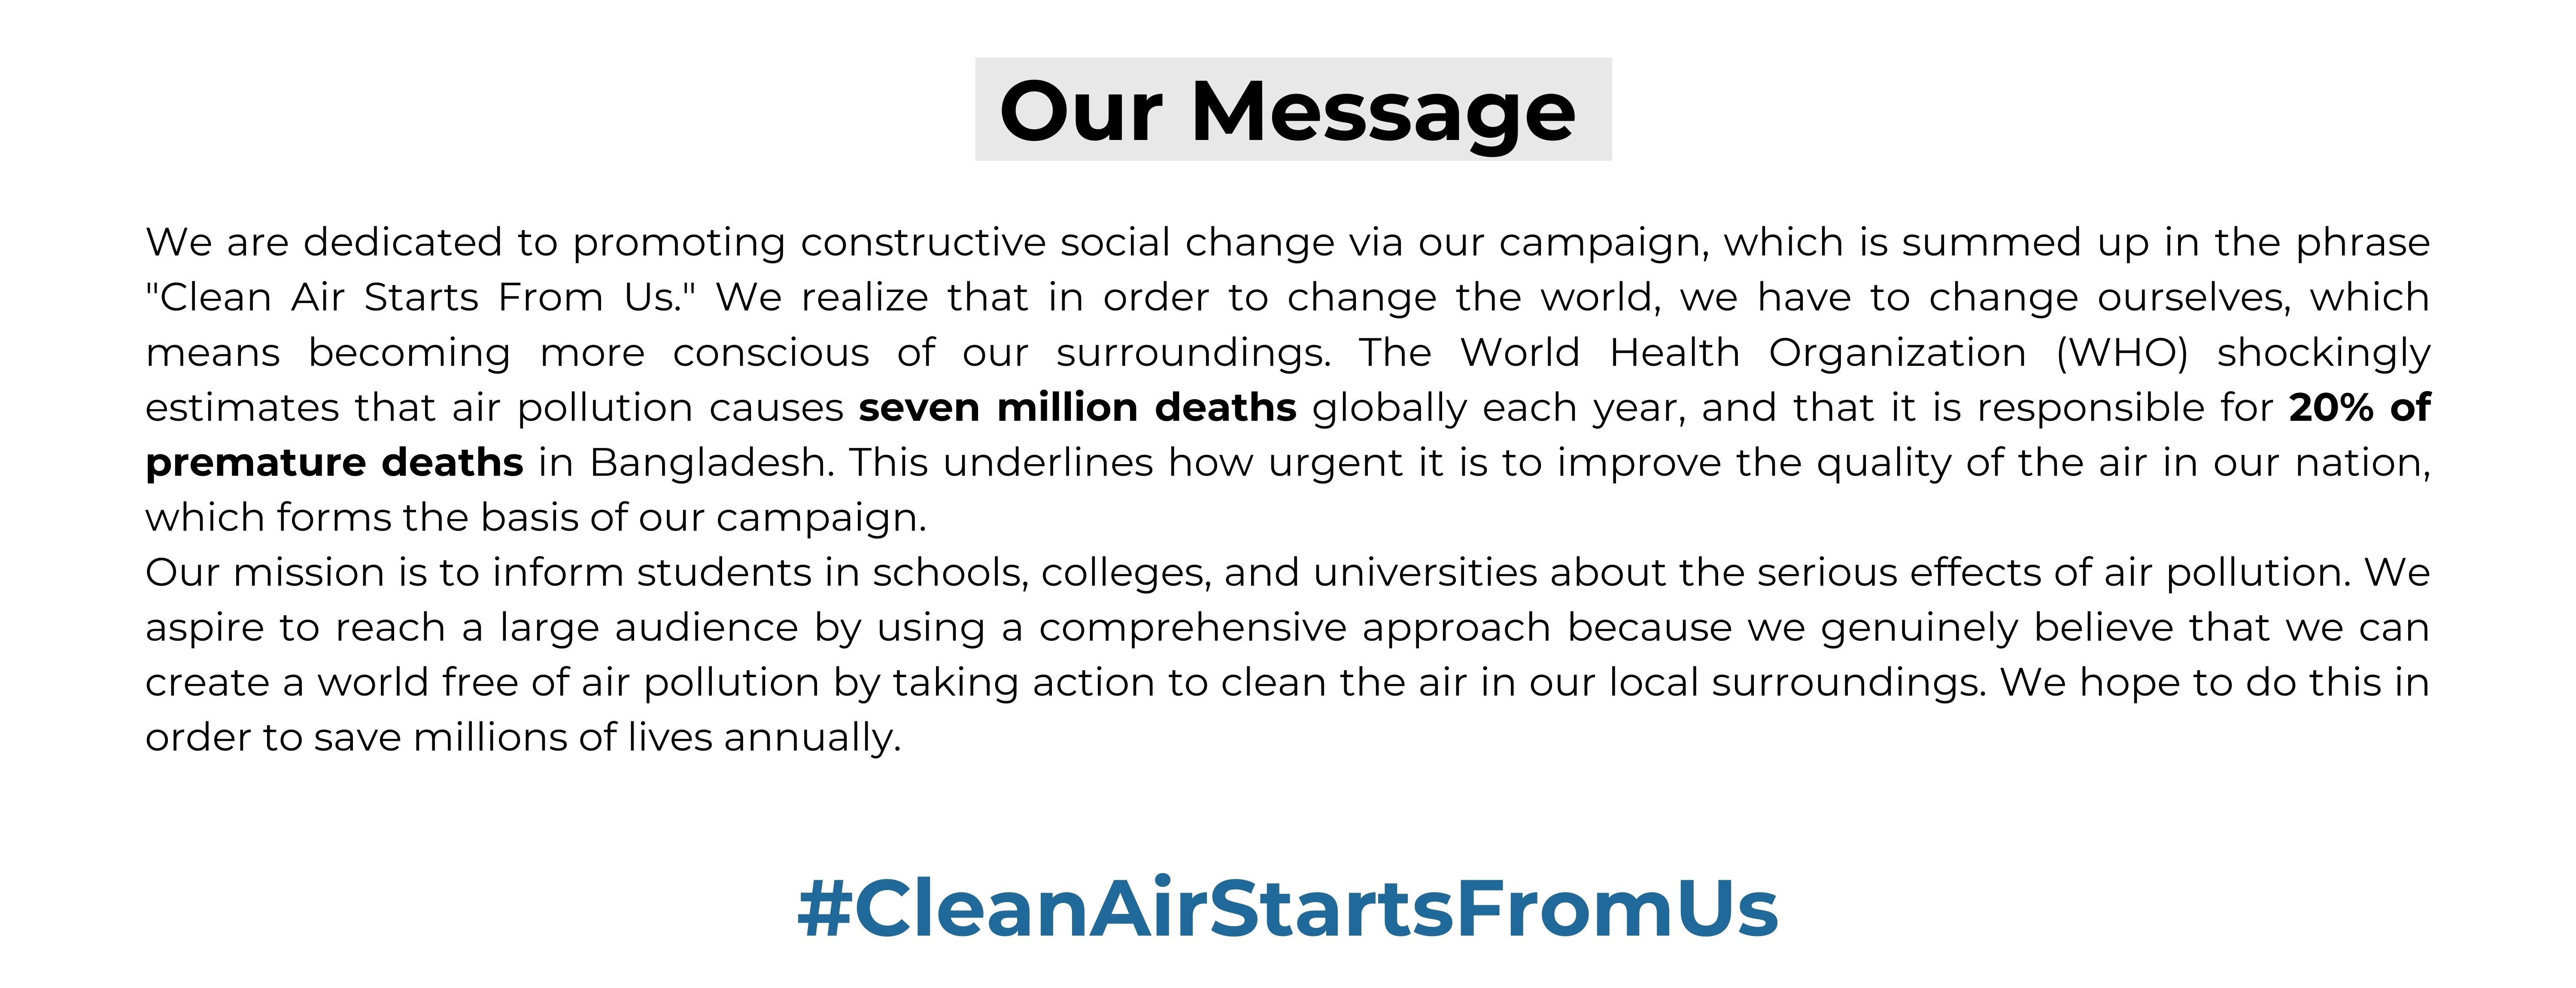 Our Message
We are dedicated to promoting constructive social change via our campaign, which is summed up in the phrase
"Clean Air Starts From Us." We realize that in order to change the world, we have to change ourselves, which
means becoming more conscious of our surroundings. The World Health Organization (WHO) shockingly
estimates that air pollution causes seven million deaths globally each year, and that it is responsible for 20% of
premature deaths in Bangladesh. This underlines how urgent it is to improve the quality of the air in our nation,
which forms the basis of our campaign.
Our mission is to inform students in schools, colleges, and universities about the serious effects of air pollution. We
aspire to reach a large audience by using a comprehensive approach because we genuinely believe that we can
create a world free of air pollution by taking action to clean the air in our local surroundings. We hope to do this in
order to save millions of lives annually.
#CleanAirStartsFromUs